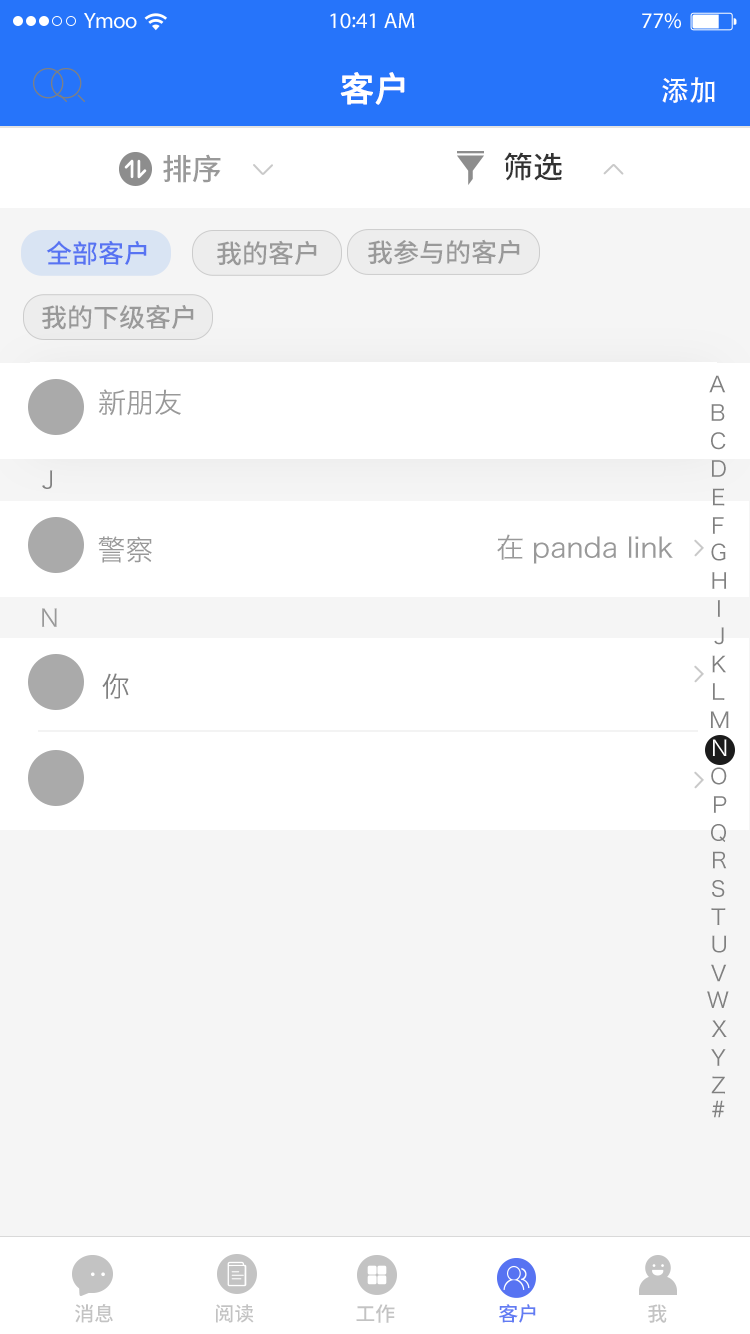 Ymoo 10:41 AM 77%
客户 添加
排序 筛选
全部客户 我的客户 我参与的客户
我的下级客户
新朋友
J
警察 在 panda link
N
你
A
B
C
D
E
F
G
H
I
J
K
L
M
N
O
P
Q
R
S
T
U
V
W
X
Y
Z
#
消息 阅读 工作 客户 我